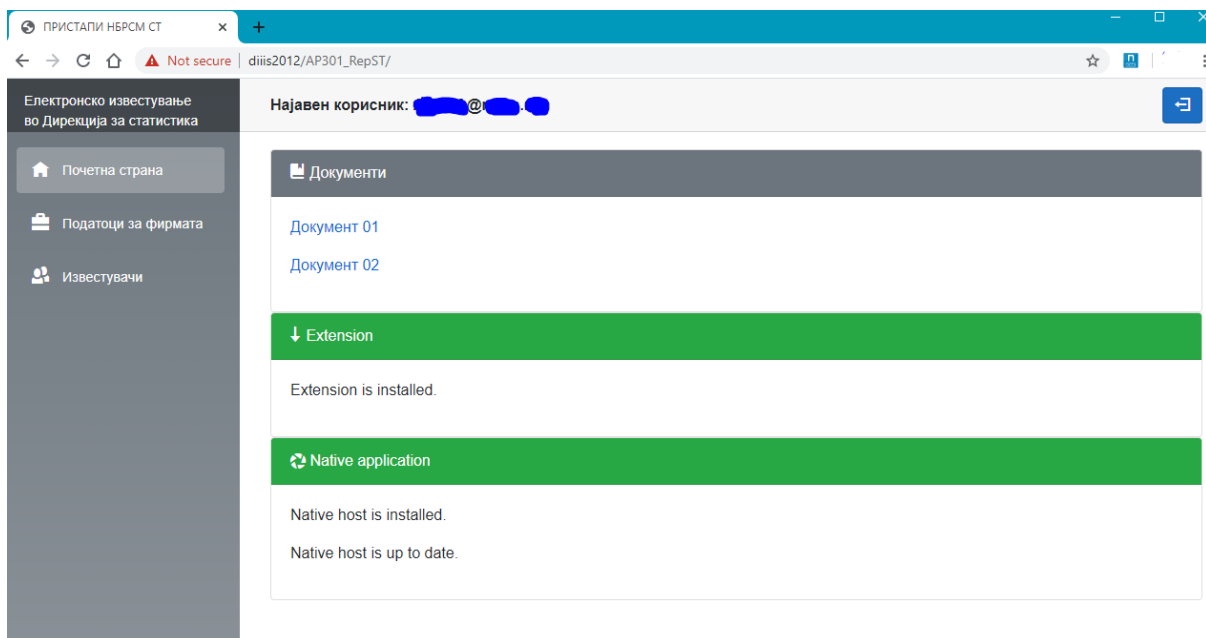 ПРИСТАПИ НБРСМ СТ
Not secure | diiis2012/AP301_RepST/
Електронско известување
во Дирекција за статистика
Најавен корисник: @
Почетна страна
Податоци за фирмата
Известувачи
Документи
Документ 01
Документ 02
Extension
Extension is installed.
Native application
Native host is installed.
Native host is up to date.